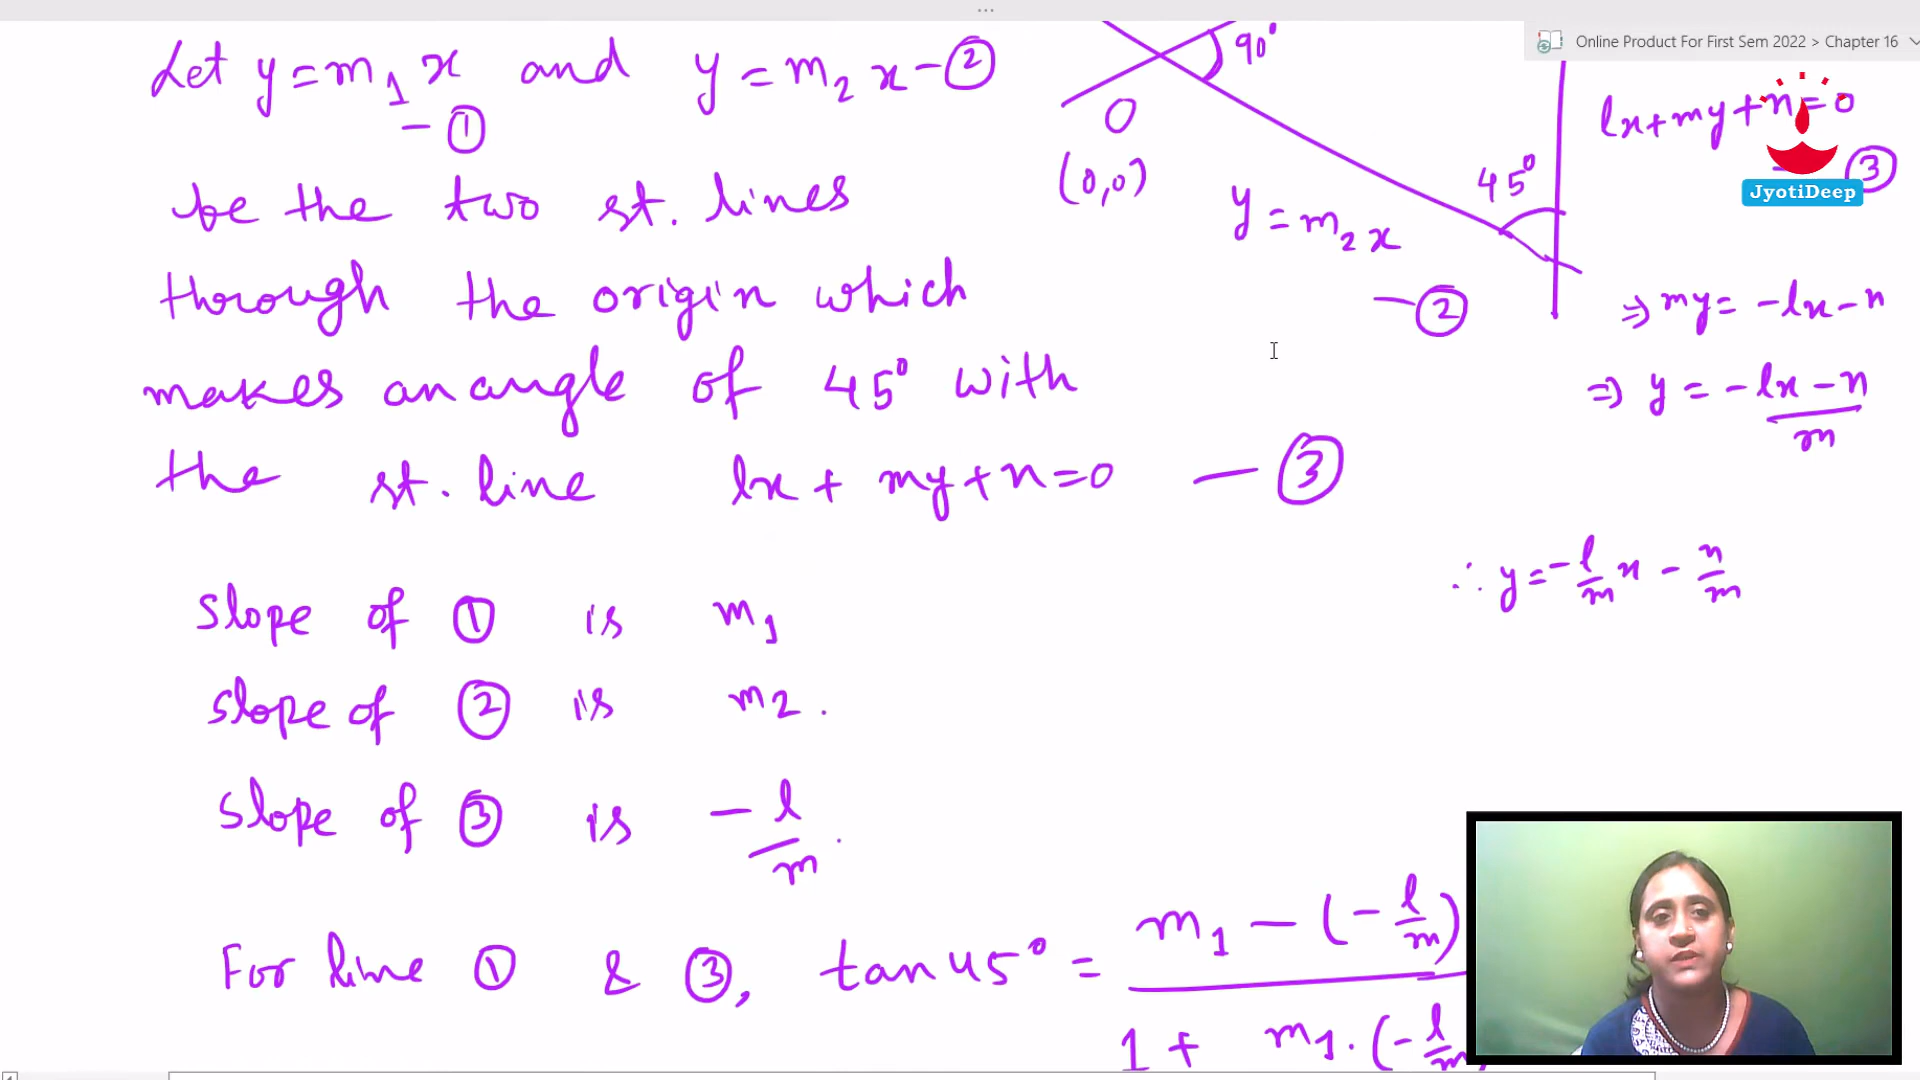 ...
Online Product For First Sem 2022 > Chapter 16
Let y=m₁x and y=m₂x-②
-①
90°
O
(0,0)
lx+my+n=0
③
JyotiDeep
be the two st. lines
45°
y=m₂x
-②
through the origin which
⇒ my= -lx-n
makes an angle of 45° with
⇒ y = -lx-n/m
the st. line lx + my+n=0 -③
∴ y=-l/m x - n/m
Slope of ① is m₁
slope of ② is m₂.
Slope of ③ is -l/m.
For line ① & ③, tan 45° = m₁ - (-l/m)
1 + m₁. (-l/m